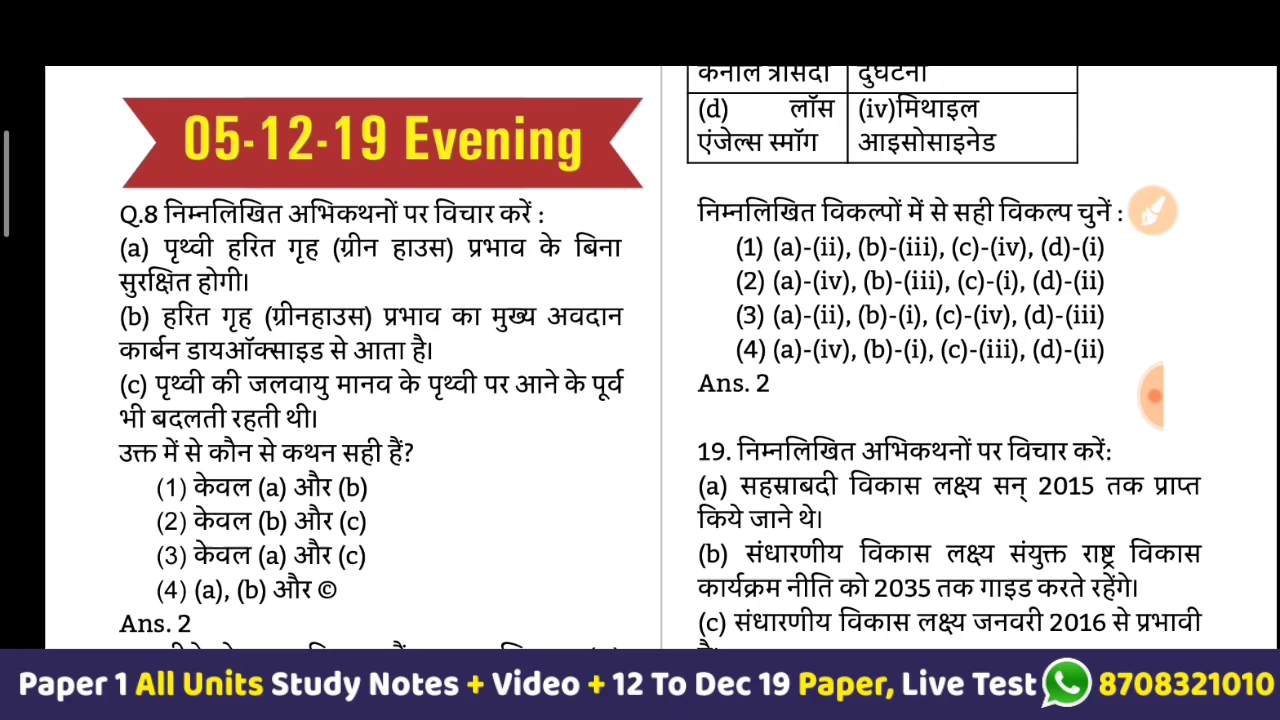 05-12-19 Evening
Q.8 निम्नलिखित अभिकथनों पर विचार करें :
(a) पृथ्वी हरित गृह (ग्रीन हाउस) प्रभाव के बिना
सुरक्षित होगी।
(b) हरित गृह (ग्रीनहाउस) प्रभाव का मुख्य अवदान
कार्बन डायऑक्साइड से आता है।
(c) पृथ्वी की जलवायु मानव के पृथ्वी पर आने के पूर्व
भी बदलती रहती थी।
उक्त में से कौन से कथन सही हैं?
(1) केवल (a) और (b)
(2) केवल (b) और (c)
(3) केवल (a) और (c)
(4) (a), (b) और ©
Ans. 2
कनाल त्रासदी दुर्घटना
(d) लॉस (iv)मिथाइल
एंजेल्स स्मॉग आइसोसाइनेड
निम्नलिखित विकल्पों में से सही विकल्प चुनें :
(1) (a)-(ii), (b)-(iii), (c)-(iv), (d)-(i)
(2) (a)-(iv), (b)-(iii), (c)-(i), (d)-(ii)
(3) (a)-(ii), (b)-(i), (c)-(iv), (d)-(iii)
(4) (a)-(iv), (b)-(i), (c)-(iii), (d)-(ii)
Ans. 2
19. निम्नलिखित अभिकथनों पर विचार करें:
(a) सहस्राबदी विकास लक्ष्य सन् 2015 तक प्राप्त
किये जाने थे।
(b) संधारणीय विकास लक्ष्य संयुक्त राष्ट्र विकास
कार्यक्रम नीति को 2035 तक गाइड करते रहेंगे।
(c) संधारणीय विकास लक्ष्य जनवरी 2016 से प्रभावी
Paper 1 All Units Study Notes + Video + 12 To Dec 19 Paper, Live Test 8708321010